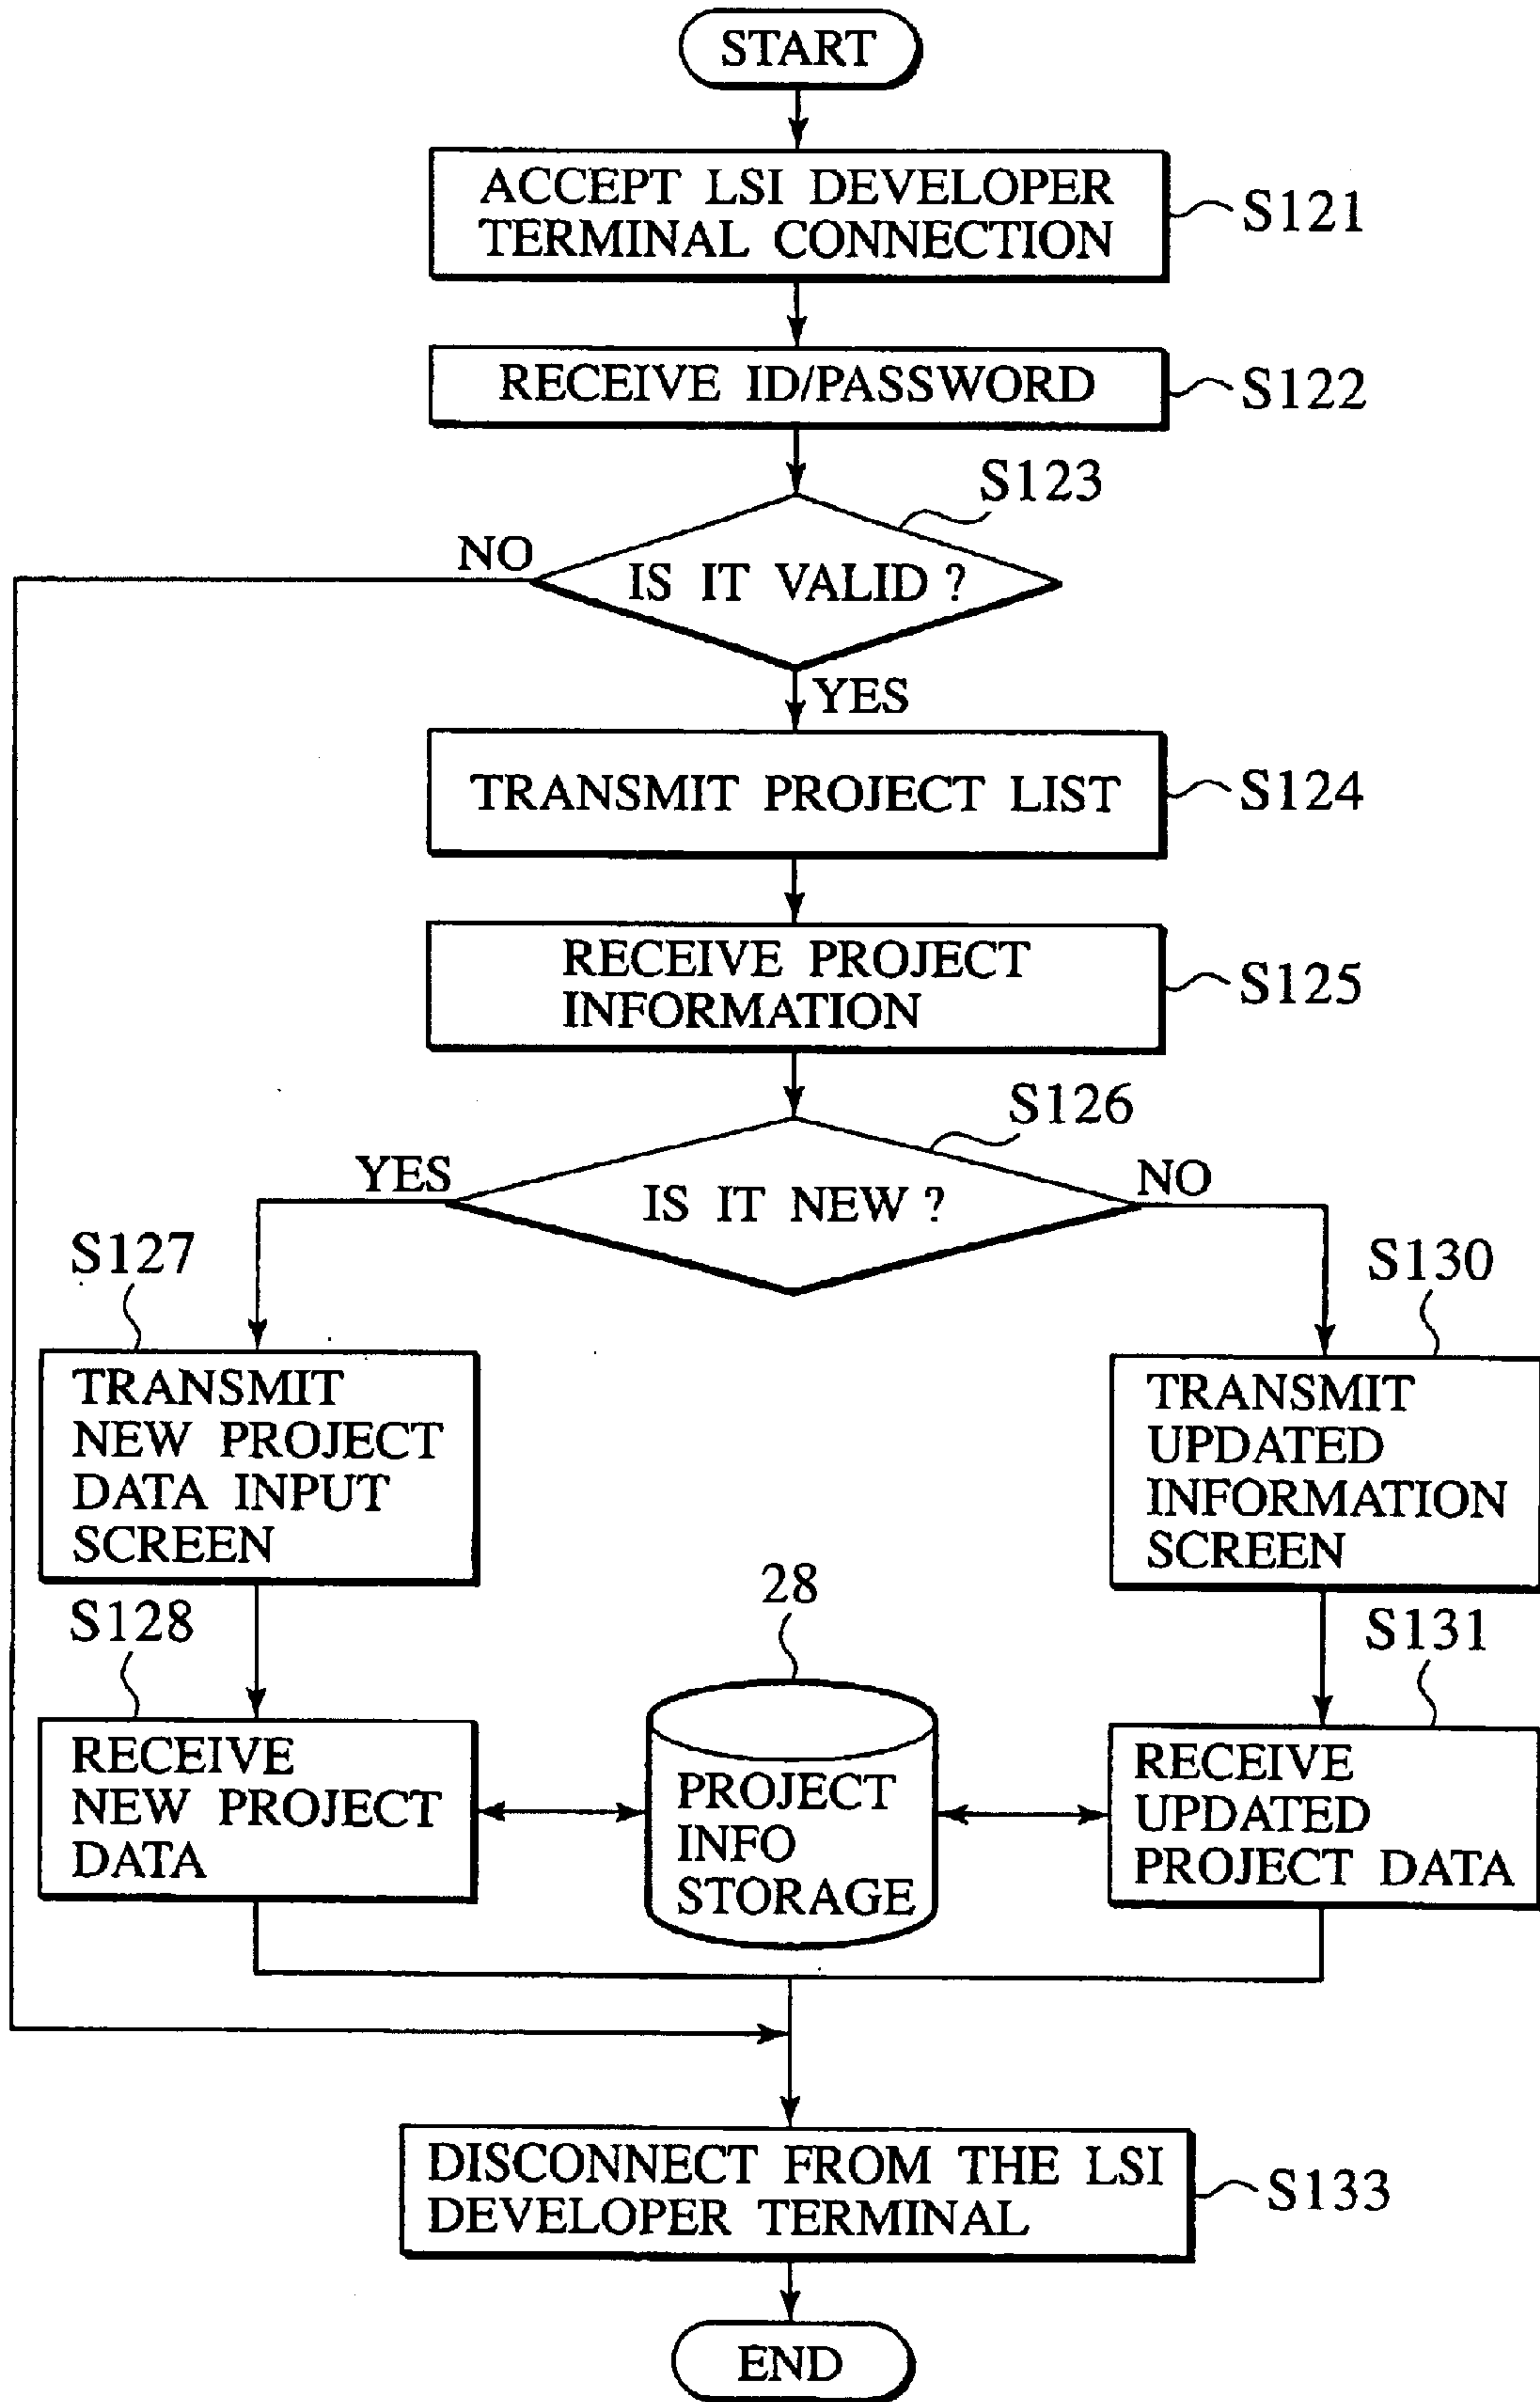 START
ACCEPT LSI DEVELOPER
TERMINAL CONNECTION
S121
RECEIVE ID/PASSWORD
S122
S123
NO
IS IT VALID ?
YES
TRANSMIT PROJECT LIST
S124
RECEIVE PROJECT
INFORMATION
S125
S126
YES
IS IT NEW ?
NO
S127
S130
TRANSMIT
NEW PROJECT
DATA INPUT
SCREEN
TRANSMIT
UPDATED
INFORMATION
SCREEN
S128
28
S131
RECEIVE
NEW PROJECT
DATA
PROJECT
INFO
STORAGE
RECEIVE
UPDATED
PROJECT DATA
DISCONNECT FROM THE LSI
DEVELOPER TERMINAL
S133
END